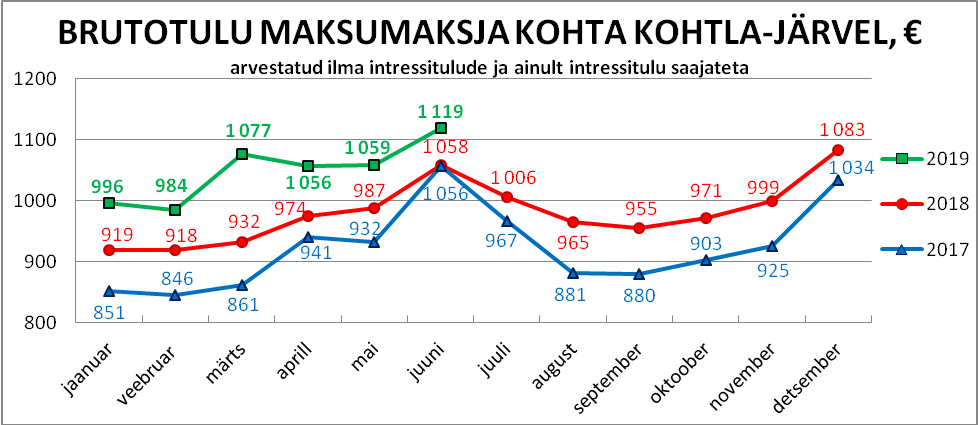 BRUTOTULU MAKSUMAKSJA KOHTA KOHTLA-JÄRVEL, €
arvestatud ilma intressitulude ja ainult intressitulu saajateta
1200
1100
1000
900
800
996
984
1 077
1 056
1 059
1 119
919
918
932
974
987
1 058
1 006
965
955
971
999
1 083
851
846
861
941
932
1 056
967
881
880
903
925
1 034
2019
2018
2017
jaanuar
veebruar
märts
aprill
mai
juuni
juuli
august
september
oktoober
november
detsember